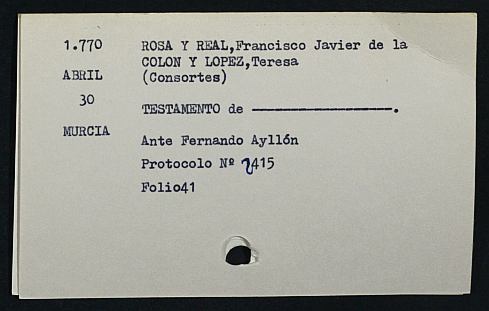 1.770
ABRIL
30
MURCIA
ROSA Y REAL,Francisco Javier de la
COLON Y LOPEZ,Teresa
(Consortes)
TESTAMENTO de ————————————.
Ante Fernando Ayllón
Protocolo Nº 2415
Folio41